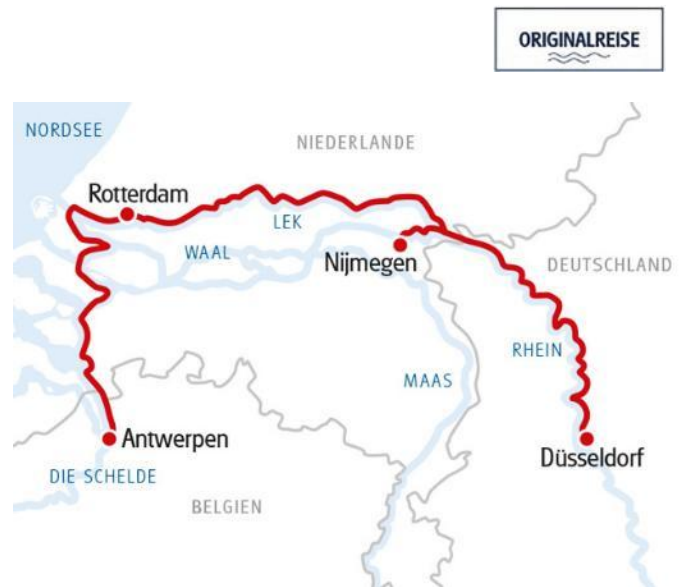 ORIGINALREISE
NORDSEE
NIEDERLANDE
Rotterdam
LEK
WAAL
Nijmegen
DEUTSCHLAND
RHEIN
MAAS
Antwerpen
Düsseldorf
DIE SCHELDE
BELGIEN